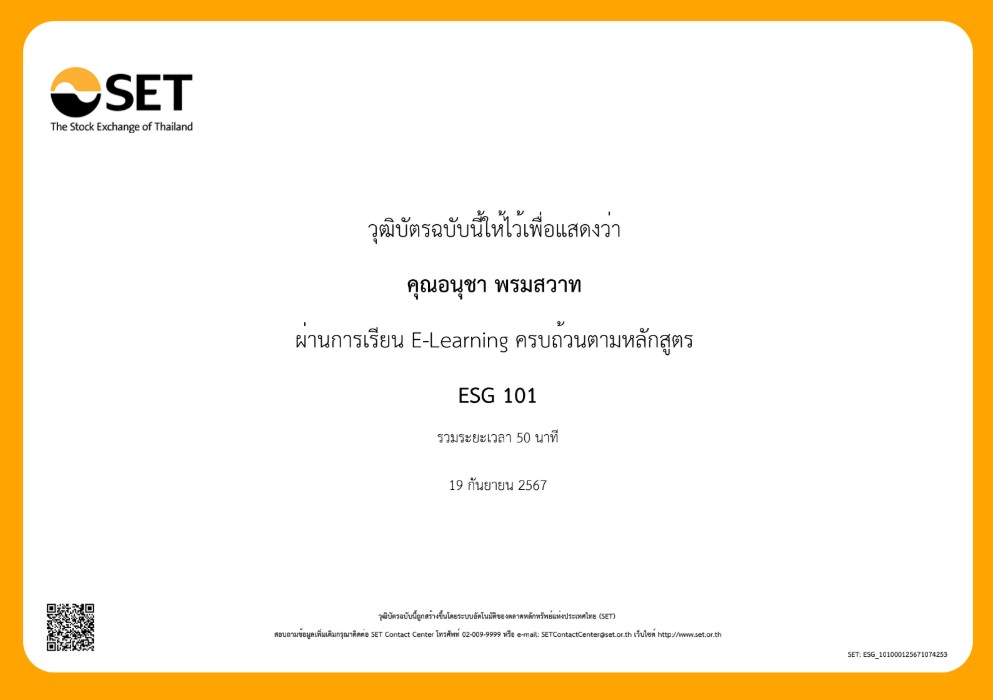 SET
The Stock Exchange of Thailand
วุฒิบัตรฉบับนี้ให้ไว้เพื่อแสดงว่า
คุณอนุชา พรมสวาท
ผ่านการเรียน E-Learning ครบถ้วนตามหลักสูตร
ESG 101
รวมระยะเวลา 50 นาที
19 กันยายน 2567
วุฒิบัตรฉบับนี้ถูกสร้างขึ้นโดยระบบอัตโนมัติของตลาดหลักทรัพย์แห่งประเทศไทย (SET)
สอบถามข้อมูลเพิ่มเติมกรุณาติดต่อ SET Contact Center โทรศัพท์ 02-009-9999 หรือ e-mail: SETContactCenter@set.or.th เว็บไซต์ http://www.set.or.th
SET: ESG_101000125671074253